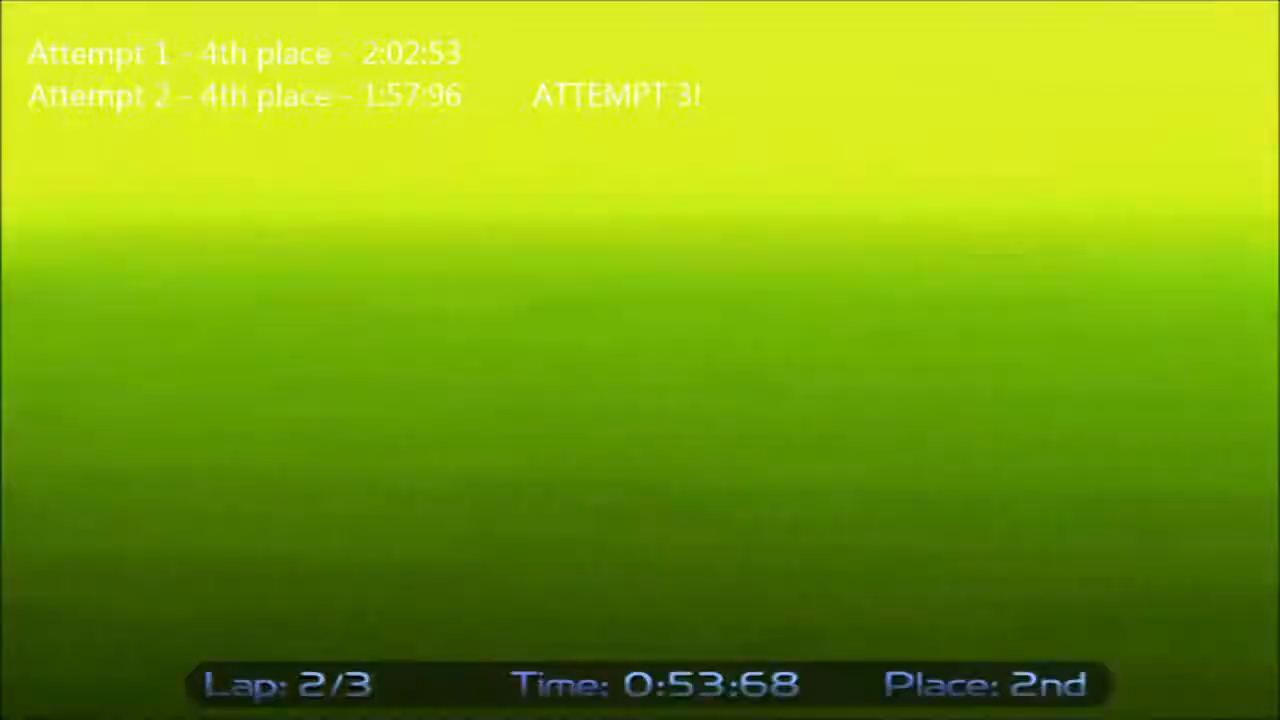 Attempt 1 - 4th place - 2:02:53
Attempt 2 - 4th place - 1:57:96 ATTEMPT 3!
Lap: 2/3 Time: 0:53:68 Place: 2nd